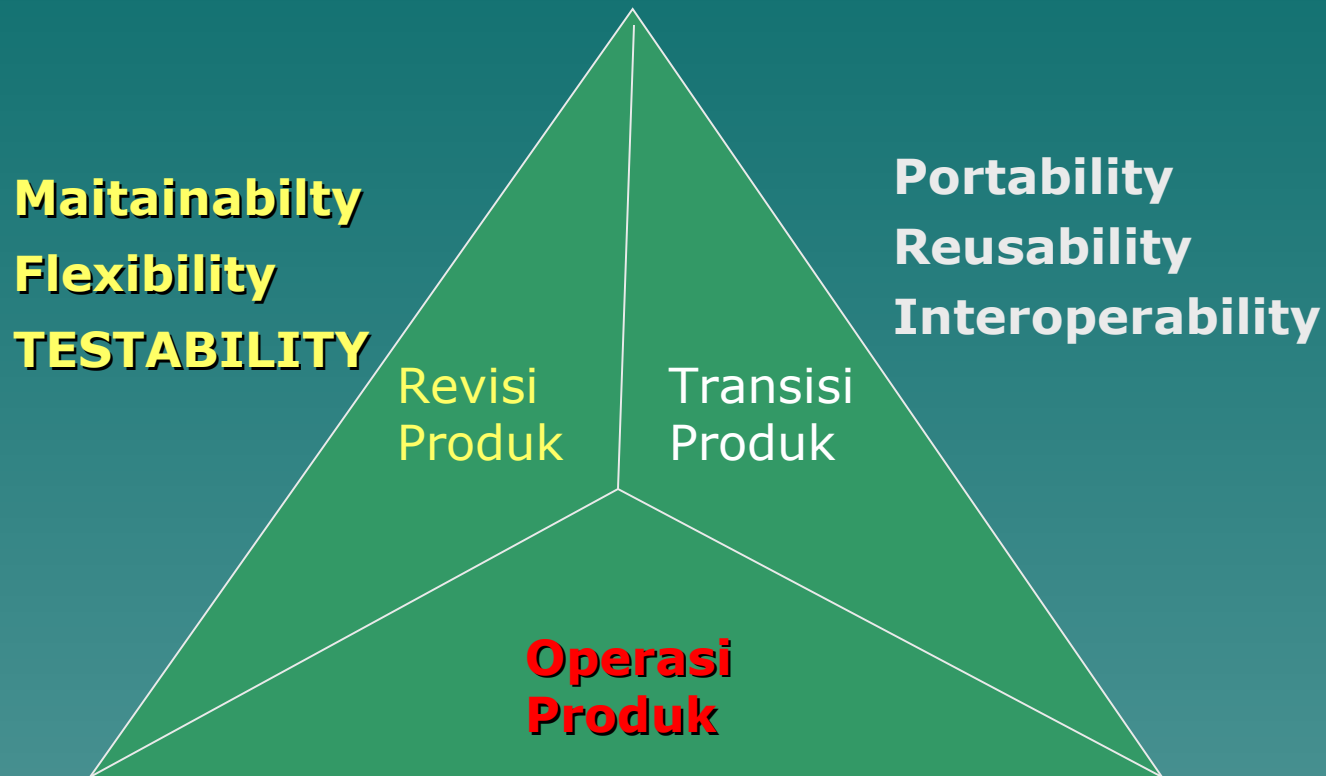 Maitainabilty
Flexibility
TESTABILITY
Portability
Reusability
Interoperability
Revisi
Produk
Transisi
Produk
Operasi
Produk